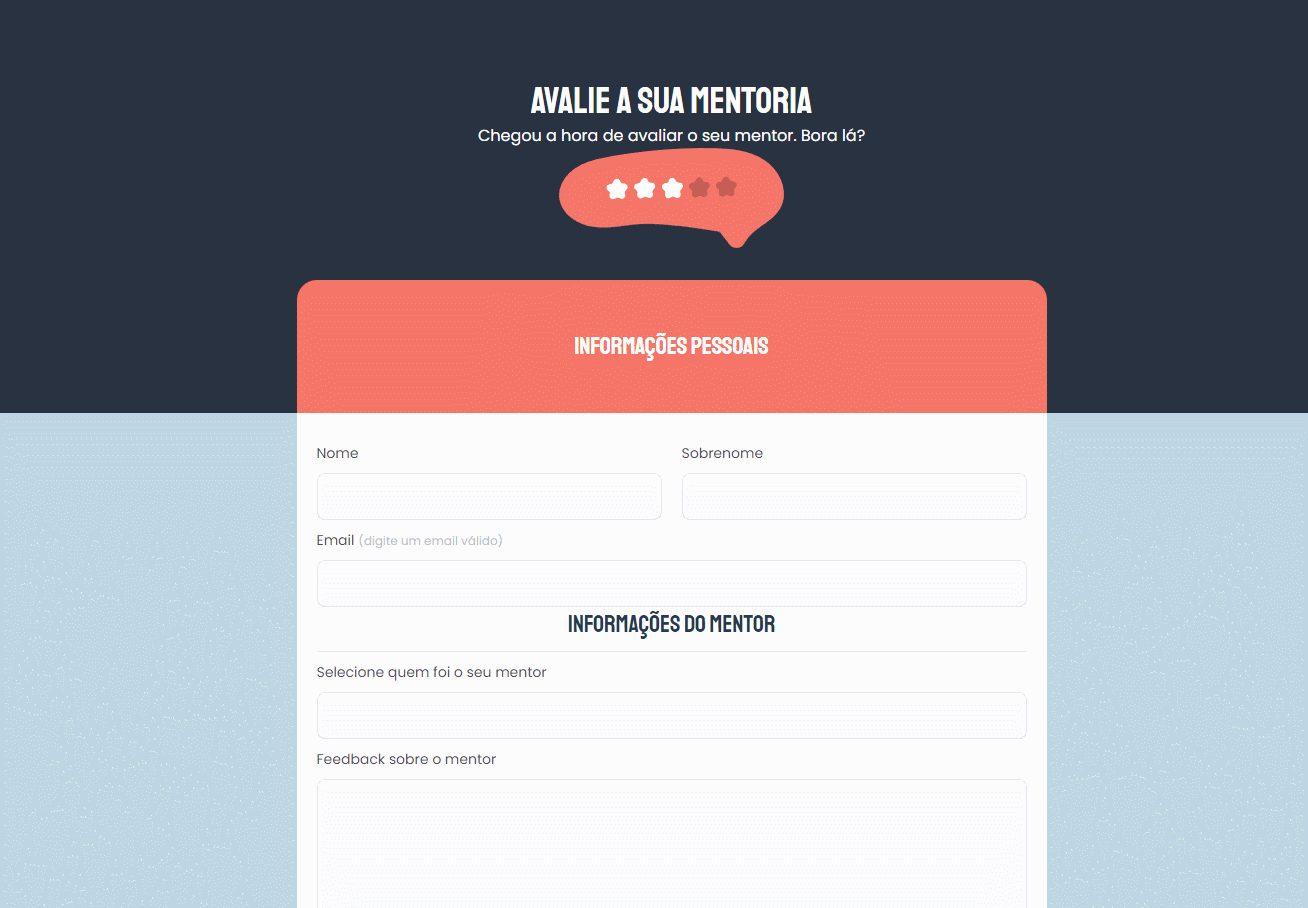 AVALIE A SUA MENTORIA
Chegou a hora de avaliar o seu mentor. Bora lá?
INFORMAÇÕES PESSOAIS
Nome
Sobrenome
Email (digite um email válido)
INFORMAÇÕES DO MENTOR
Selecione quem foi o seu mentor
Feedback sobre o mentor